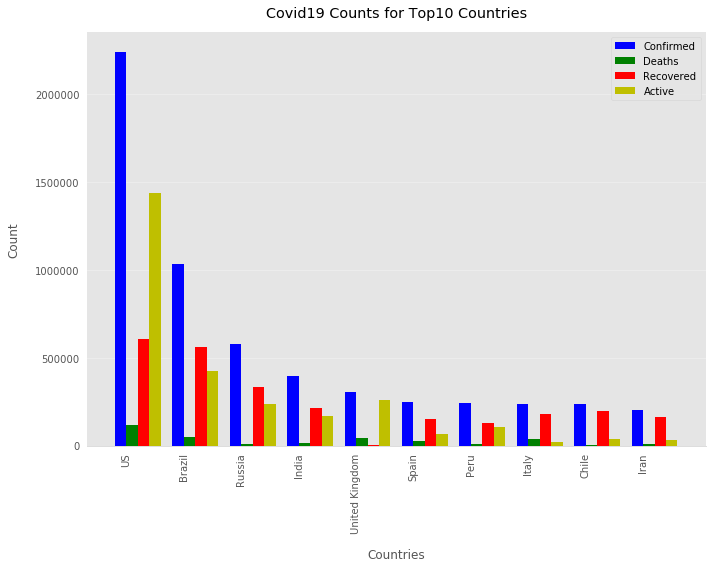 Covid19 Counts for Top10 Countries
Confirmed
Deaths
Recovered
Active
2000000
1500000
1000000
500000
0
Count
US
Brazil
Russia
India
United Kingdom
Spain
Peru
Italy
Chile
Iran
Countries